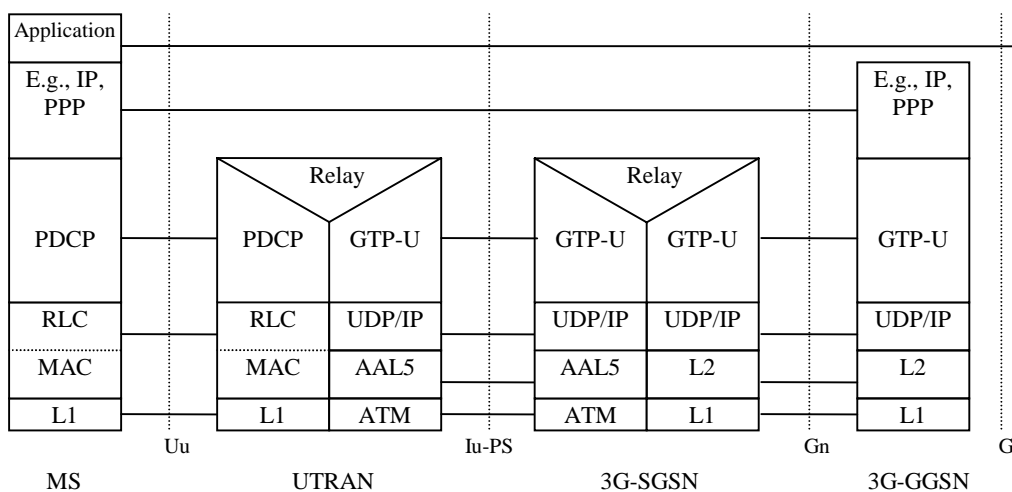 Application
E.g., IP,
PPP
E.g., IP,
PPP
Relay
Relay
PDCP
PDCP
GTP-U
GTP-U
GTP-U
GTP-U
RLC
RLC
UDP/IP
UDP/IP
UDP/IP
UDP/IP
MAC
MAC
AAL5
AAL5
L2
L2
L1
L1
ATM
ATM
L1
L1
Uu
Iu-PS
Gn
G
MS
UTRAN
3G-SGSN
3G-GGSN